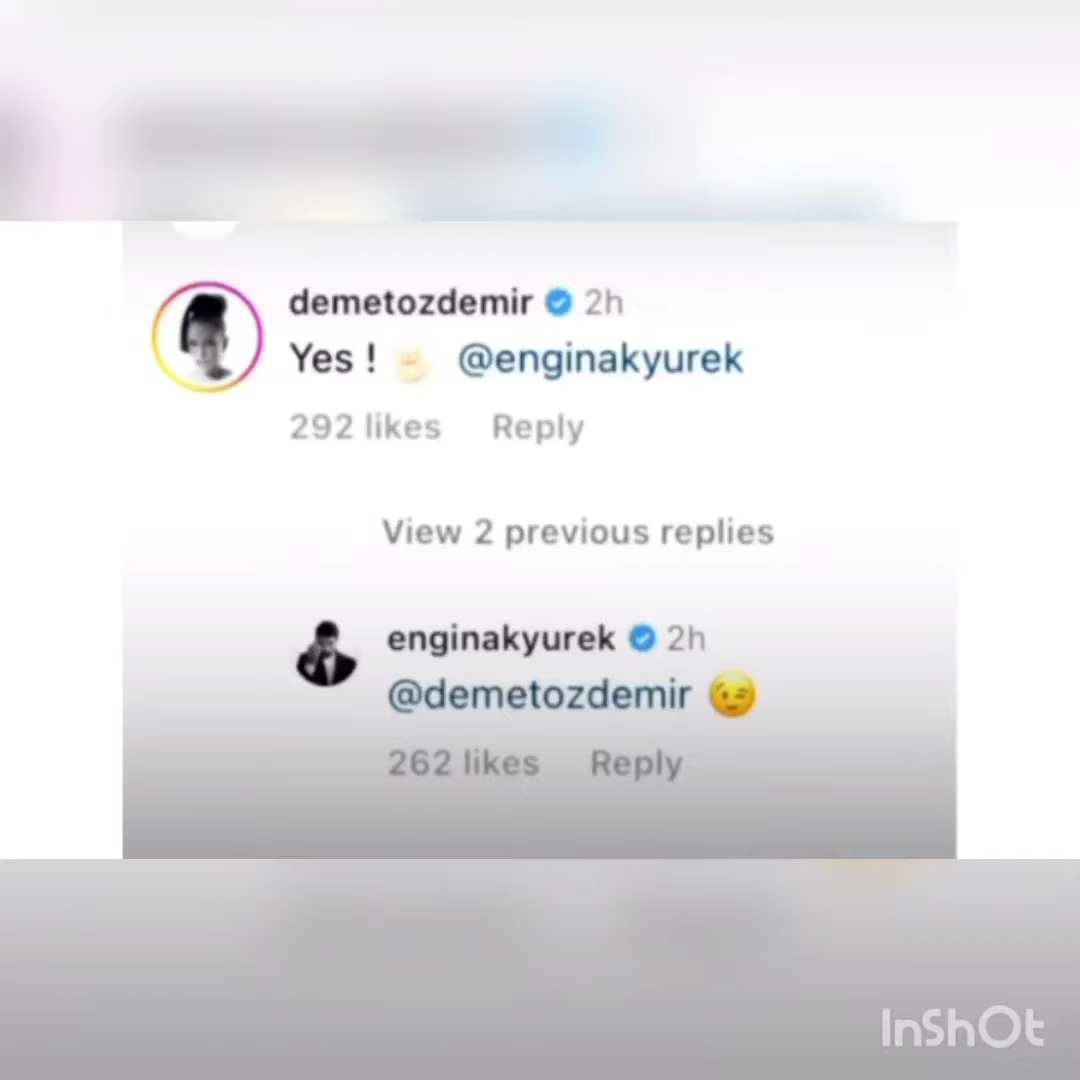 demetozdemir 2h
Yes ! ✊🏻 @enginakyurek
292 likes Reply
View 2 previous replies
enginakyurek 2h
@demetozdemir 😉
262 likes Reply
InShOt